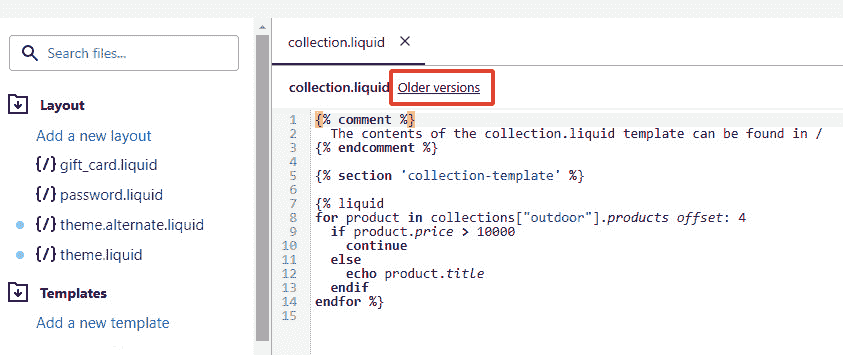 Search files...
Layout
Add a new layout
{/} gift_card.liquid
{/} password.liquid
{/} theme.alternate.liquid
{/} theme.liquid
Templates
Add a new template
collection.liquid ×
collection.liquid Older versions
1 {% comment %}
2 The contents of the collection.liquid template can be found in /
3 {% endcomment %}
4
5 {% section 'collection-template' %}
6
7 {% liquid
8 for product in collections["outdoor"].products offset: 4
9 if product.price > 10000
10 continue
11 else
12 echo product.title
13 endif
14 endfor %}
15